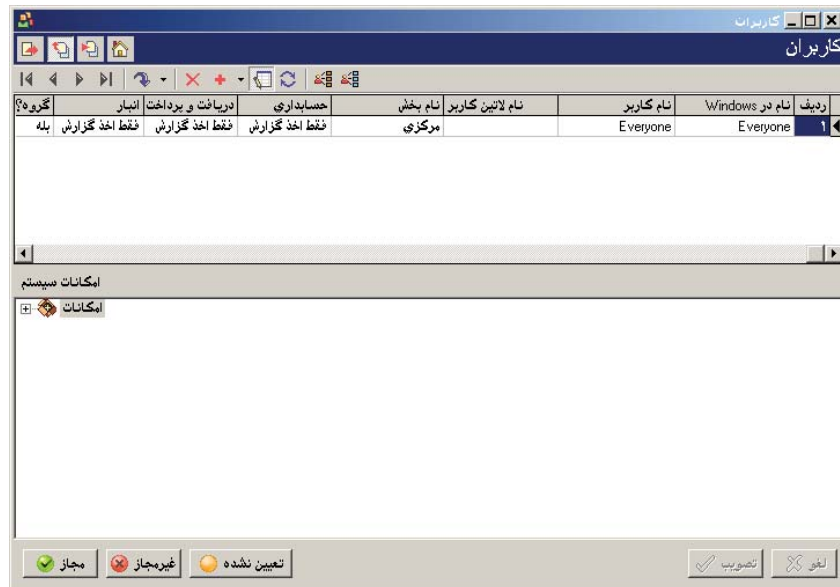 کاربران
کاربران
ردیف نام در Windows نام کاربر نام لاتین کاربر نام بخش حسابداری دریافت و پرداخت انبار گروه؟
۱ Everyone Everyone مرکزی فقط اخذ گزارش فقط اخذ گزارش فقط اخذ گزارش بله
امکانات سیستم
امکانات
لغو تصویب تعیین نشده غیرمجاز مجاز